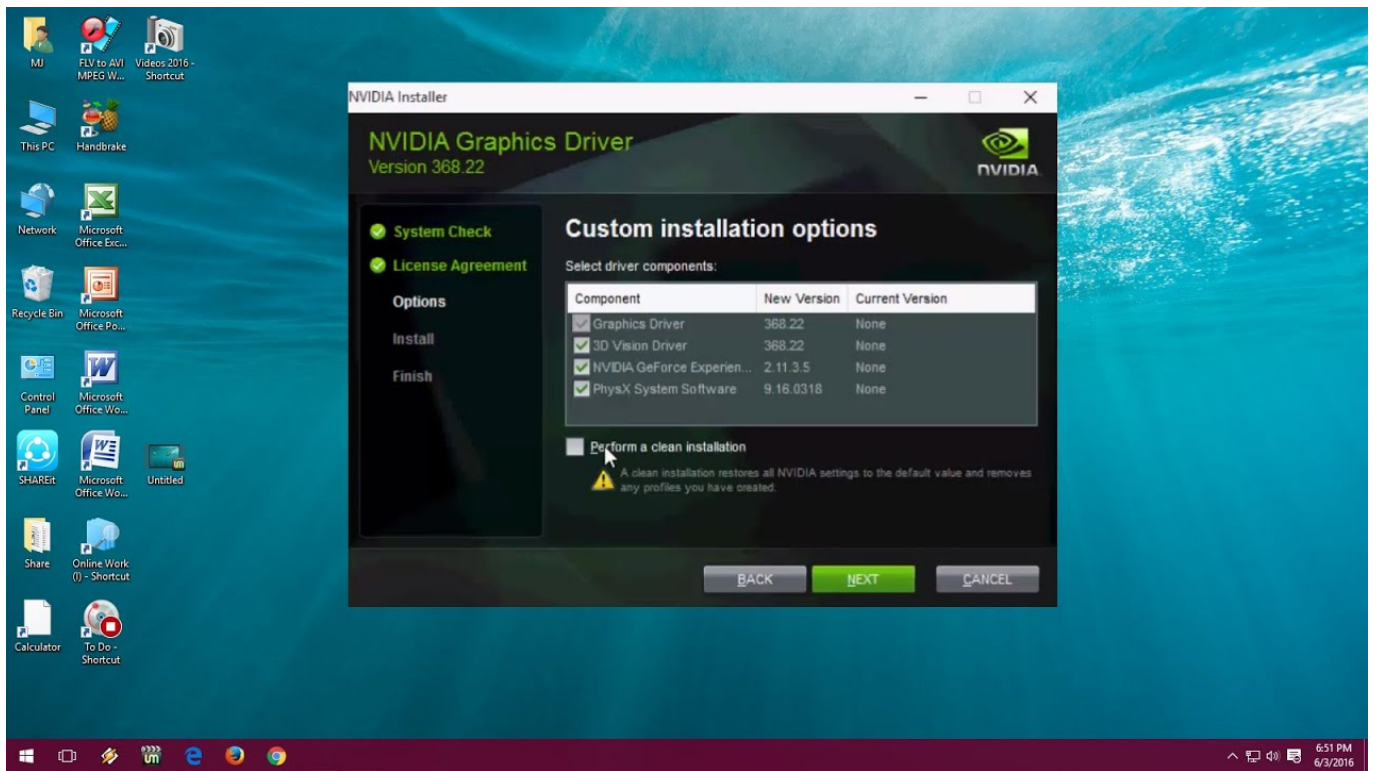 MJ
FLV to AVI
MPEG W...
Videos 2016 -
Shortcut
This PC
Handbrake
Network
Microsoft
Office Exc...
Recycle Bin
Microsoft
Office Po...
Control
Panel
Microsoft
Office Wo...
SHAREit
Microsoft
Office Wo...
Untitled
Share
Online Work
(I) - Shortcut
Calculator
To Do -
Shortcut
NVIDIA Installer
NVIDIA Graphics Driver
Version 368.22
NVIDIA.
System Check
License Agreement
Options
Install
Finish
Custom installation options
Select driver components:
Component New Version Current Version
Graphics Driver 368.22 None
3D Vision Driver 368.22 None
NVIDIA GeForce Experien... 2.11.3.5 None
PhysX System Software 9.16.0318 None
Perform a clean installation
A clean installation restores all NVIDIA settings to the default value and removes
any profiles you have created.
BACK NEXT CANCEL
6:51 PM
6/3/2016